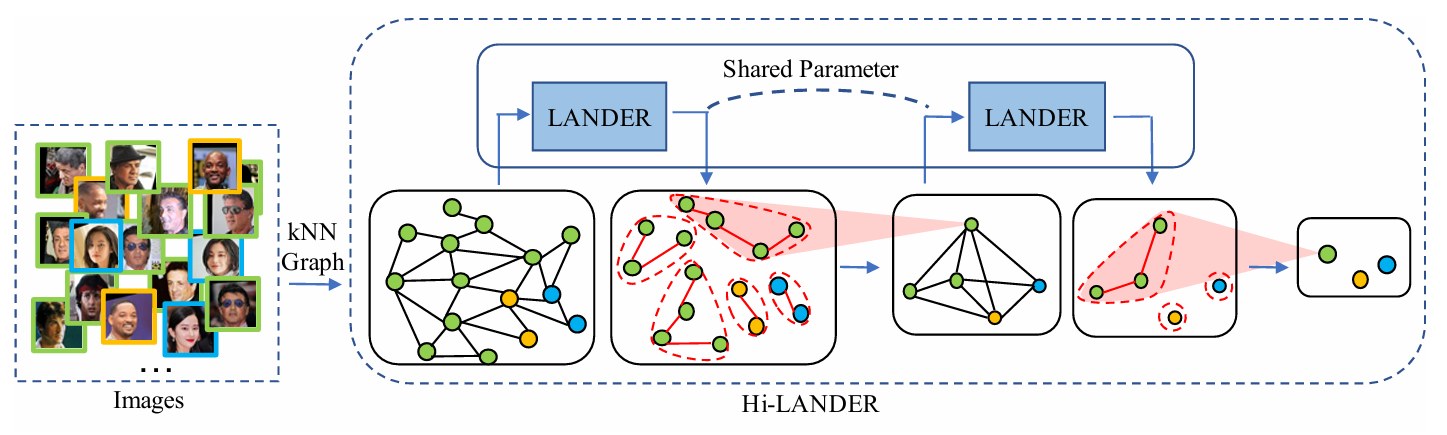 Shared Parameter
LANDER
LANDER
kNN
Graph
...
Images
Hi-LANDER